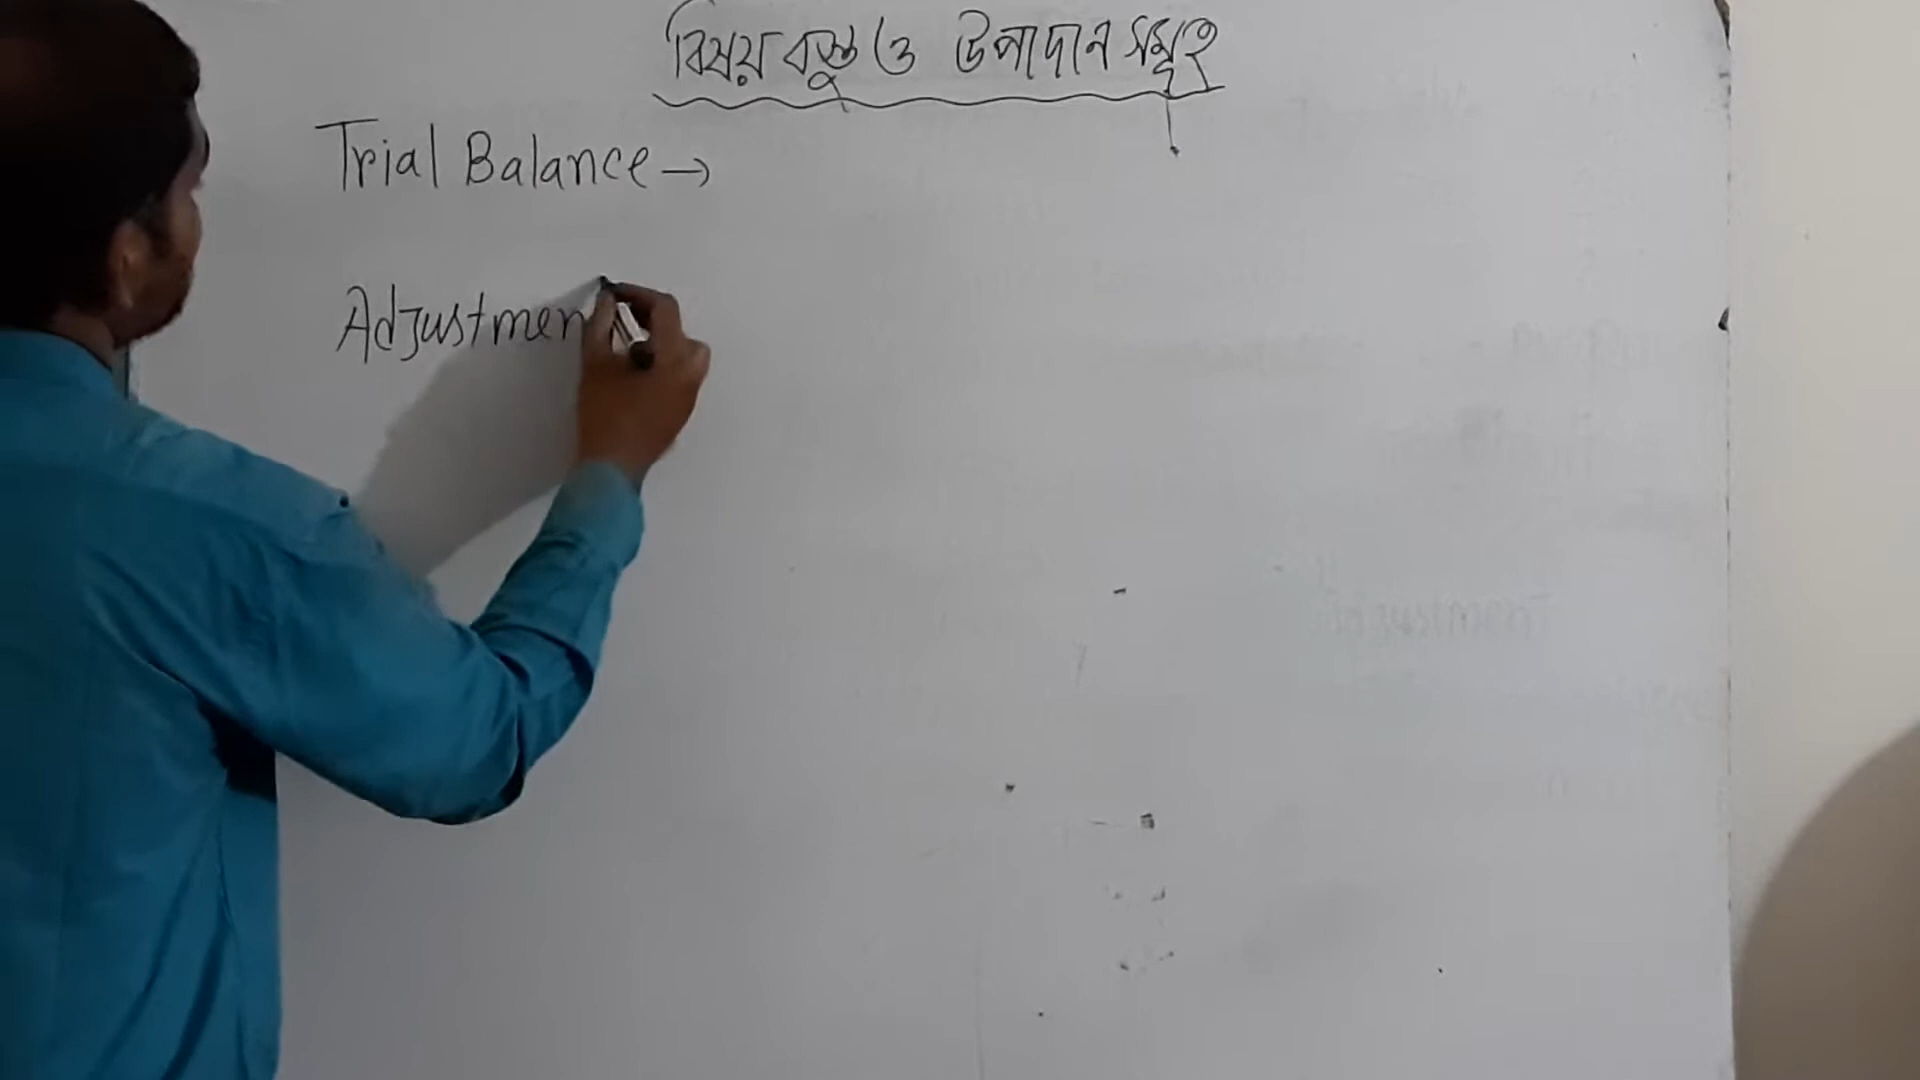 বিষয় বস্তু ও উপাদান সমূহ
Trial Balance →
Adjustmen